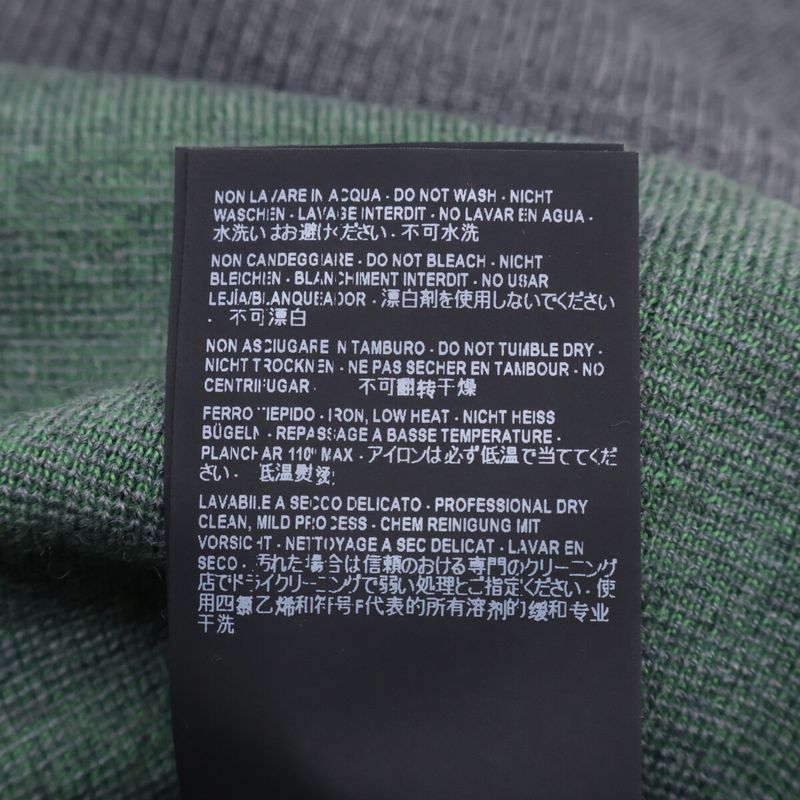 NON LAVARE IN ACQUA - DO NOT WASH - NICHT
WASCHEN - LAVAGE INTERDIT - NO LAVAR EN AGUA -
水洗いはお避けください - 不可水洗
NON CANDEGGIARE - DO NOT BLEACH - NICHT
BLEICHEN - BLANCHIMENT INTERDIT - NO USAR
LEJÍA/BLANQUEADOR - 漂白剤を使用しないでください
- 不可漂白
NON ASCIUGARE IN TAMBURO - DO NOT TUMBLE DRY -
NICHT TROCKNEN - NE PAS SECHER EN TAMBOUR - NO
CENTRIFUGAR - 不可翻转干燥
FERRO TIEPIDO - IRON, LOW HEAT - NICHT HEISS
BÜGELN - REPASSAGE A BASSE TEMPERATURE -
PLANCHAR 110° MAX - アイロンは必ず低温で当ててくだ
さい - 低温熨烫
LAVABILE A SECCO DELICATO - PROFESSIONAL DRY
CLEAN, MILD PROCESS - CHEM REINIGUNG MIT
VORSICHT - NETTOYAGE A SEC DELICAT - LAVAR EN
SECO - 汚れた場合は信頼のおける専門のクリーニング
店でドライクリーニングで弱い処理とご指定ください - 使
用四氯乙烯和符号F代表的所有溶剂的缓和专业
干洗